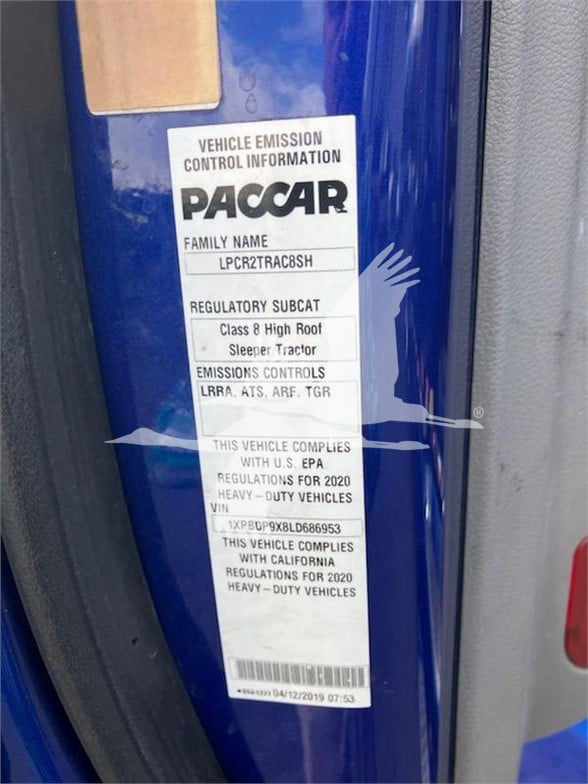 VEHICLE EMISSION
CONTROL INFORMATION
PACCAR
FAMILY NAME
LPCR2TRAC8SH
REGULATORY SUBCAT
Class 8 High Roof
Sleeper Tractor
EMISSIONS CONTROLS
LRRA, ATS, ARF, TGR
THIS VEHICLE COMPLIES
WITH U.S. EPA
REGULATIONS FOR 2020
HEAVY-DUTY VEHICLES
VIN
1XPBDP9X8LD686953
THIS VEHICLE COMPLIES
WITH CALIFORNIA
REGULATIONS FOR 2020
HEAVY-DUTY VEHICLES
04/12/2019 07:53
®